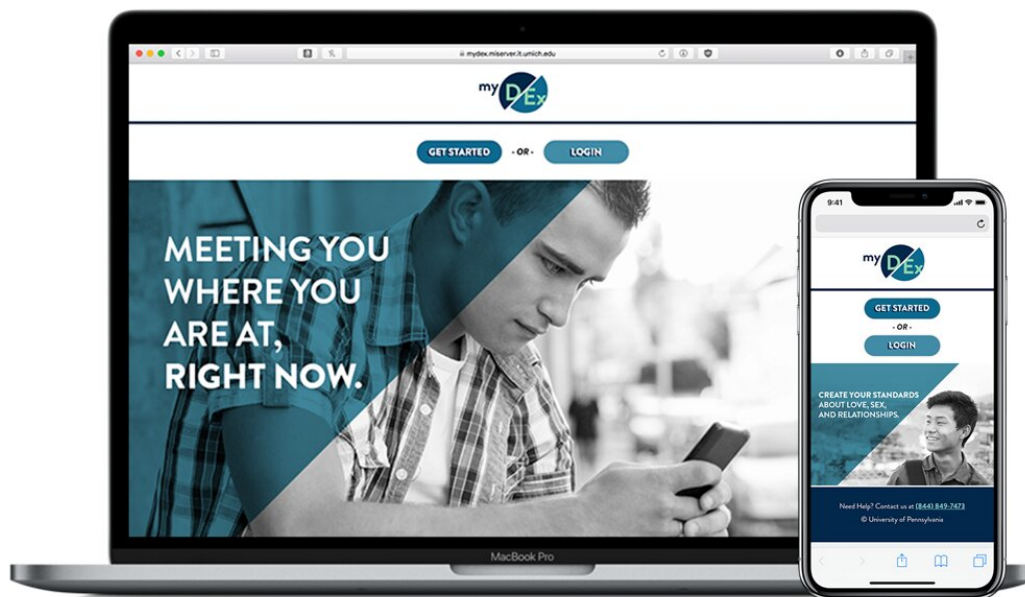 mydex.miserver.it.umich.edu
my D/Ex
GET STARTED - OR - LOGIN
MEETING YOU
WHERE YOU
ARE AT,
RIGHT NOW.
MacBook Pro
9:41
my D/Ex
GET STARTED
- OR -
LOGIN
CREATE YOUR STANDARDS
ABOUT LOVE, SEX,
AND RELATIONSHIPS.
Need Help? Contact us at (844) 849-7473
© University of Pennsylvania